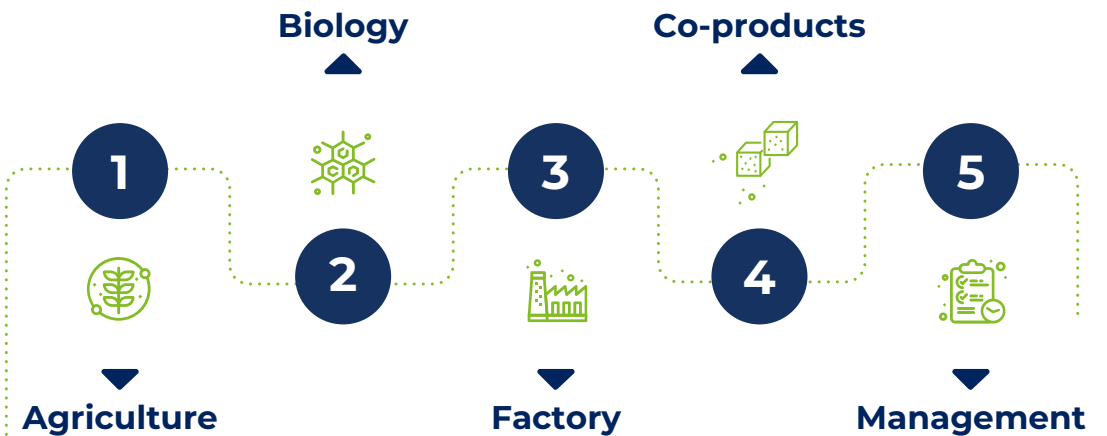 Biology
Co-products
1
2
3
4
5
Agriculture
Factory
Management